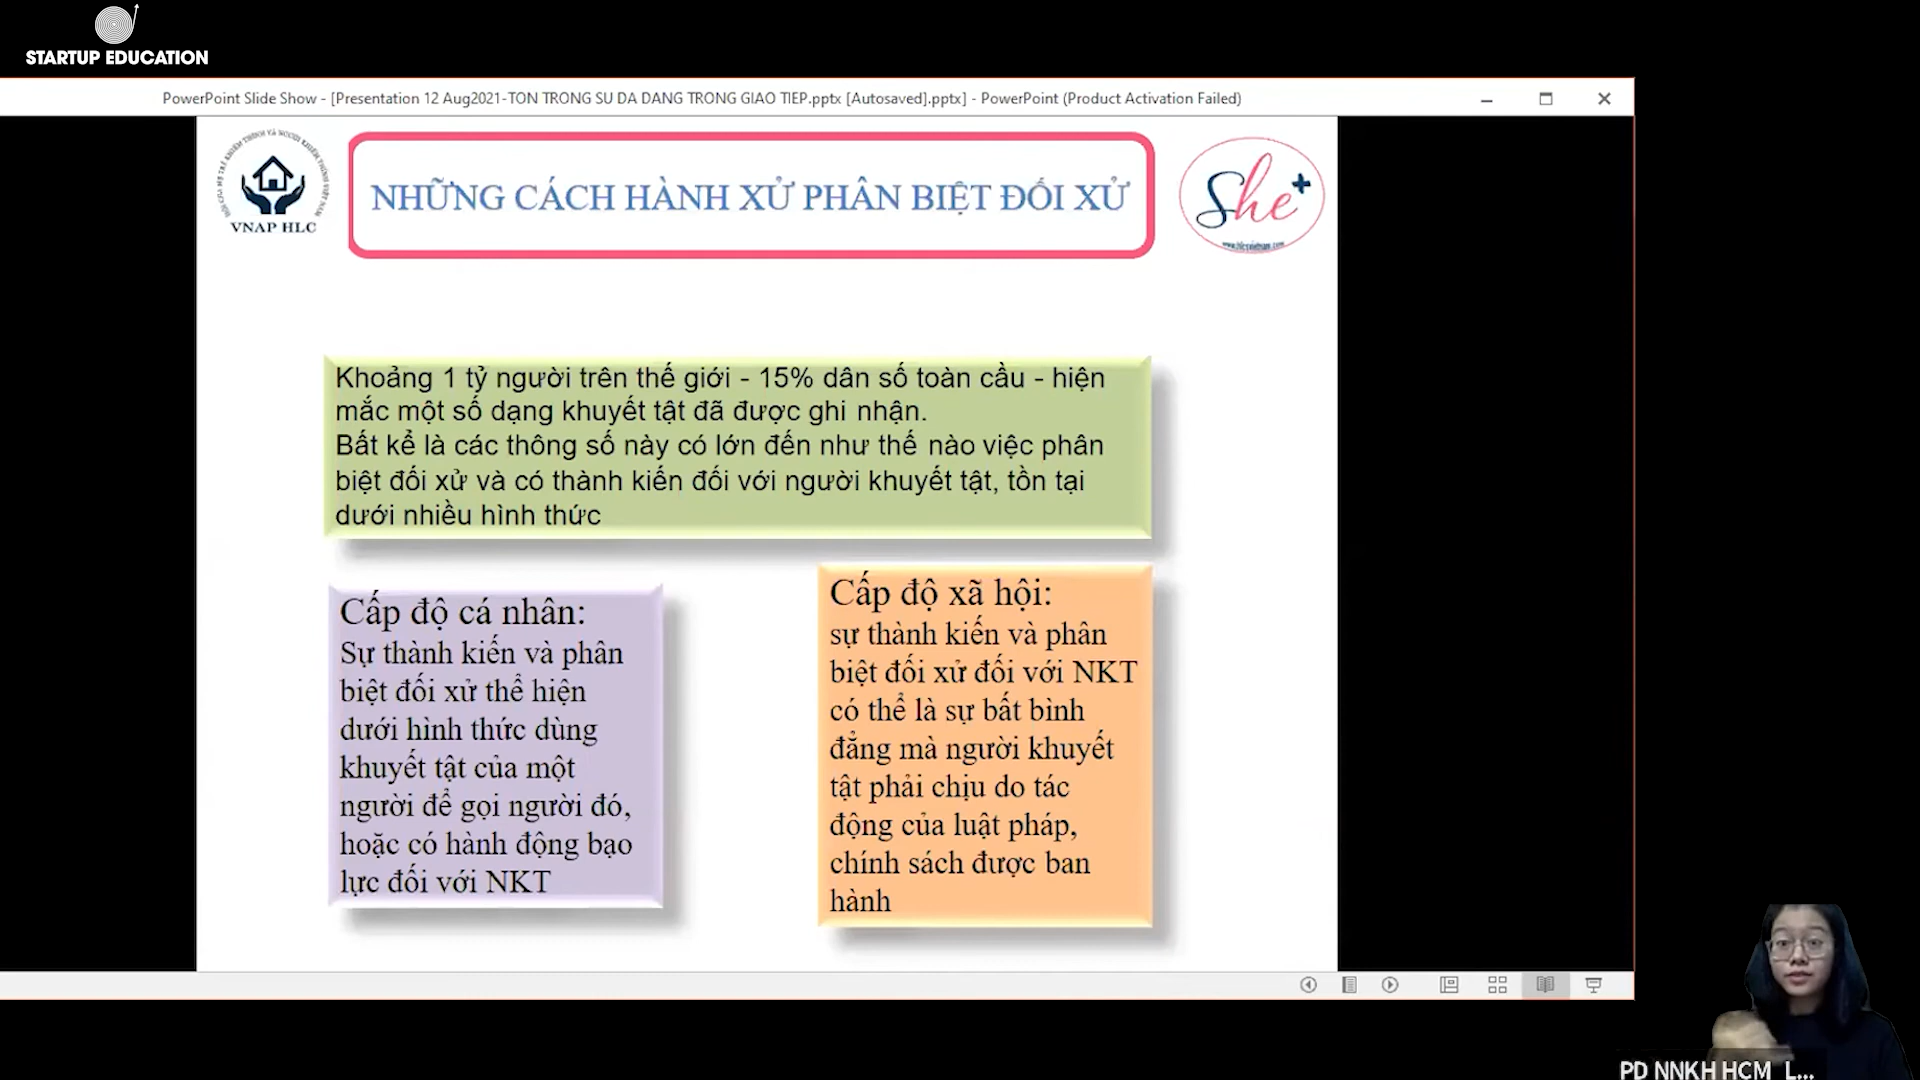 STARTUP EDUCATION
PowerPoint Slide Show - [Presentation 12 Aug2021-TON TRONG SU DA DANG TRONG GIAO TIEP.pptx [Autosaved].pptx] - PowerPoint (Product Activation Failed)
VNAP HLC
NHỮNG CÁCH HÀNH XỬ PHÂN BIỆT ĐỐI XỬ
She+
Khoảng 1 tỷ người trên thế giới - 15% dân số toàn cầu - hiện
mắc một số dạng khuyết tật đã được ghi nhận.
Bất kể là các thông số này có lớn đến như thế nào việc phân
biệt đối xử và có thành kiến đối với người khuyết tật, tồn tại
dưới nhiều hình thức
Cấp độ cá nhân:
Sự thành kiến và phân
biệt đối xử thể hiện
dưới hình thức dùng
khuyết tật của một
người để gọi người đó,
hoặc có hành động bạo
lực đối với NKT
Cấp độ xã hội:
sự thành kiến và phân
biệt đối xử đối với NKT
có thể là sự bất bình
đẳng mà người khuyết
tật phải chịu do tác
động của luật pháp,
chính sách được ban
hành
PD NNKH HCM_L...